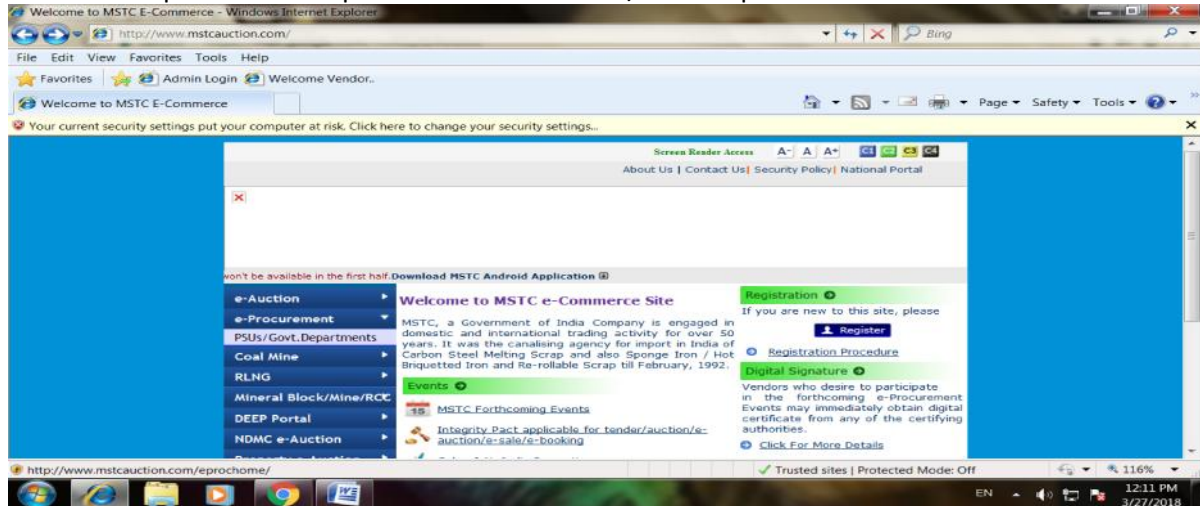 Welcome to MSTC E-Commerce - Windows Internet Explorer
http://www.mstcauction.com/
Bing
File Edit View Favorites Tools Help
Favorites Admin Login Welcome Vendor..
Welcome to MSTC E-Commerce
Page Safety Tools
Your current security settings put your computer at risk. Click here to change your security settings...
Screen Reader Access A- A A+ C1 C2 C3 C4
About Us | Contact Us| Security Policy| National Portal
won't be available in the first half.Download MSTC Android Application
e-Auction
e-Procurement
PSUs/Govt.Departments
Coal Mine
RLNG
Mineral Block/Mine/RCC
DEEP Portal
NDMC e-Auction
Welcome to MSTC e-Commerce Site
MSTC, a Government of India Company is engaged in
domestic and international trading activity for over 50
years. It was the canalising agency for import in India of
Carbon Steel Melting Scrap and also Sponge Iron / Hot
Briquetted Iron and Re-rollable Scrap till February, 1992.
Events
15 MSTC Forthcoming Events
Integrity Pact applicable for tender/auction/e-
auction/e-sale/e-booking
Registration
If you are new to this site, please
Register
Registration Procedure
Digital Signature
Vendors who desire to participate
in the forthcoming e-Procurement
Events may immediately obtain digital
certificate from any of the certifying
authorities.
Click For More Details
http://www.mstcauction.com/eprochome/
Trusted sites | Protected Mode: Off
116%
EN
12:11 PM
3/27/2018